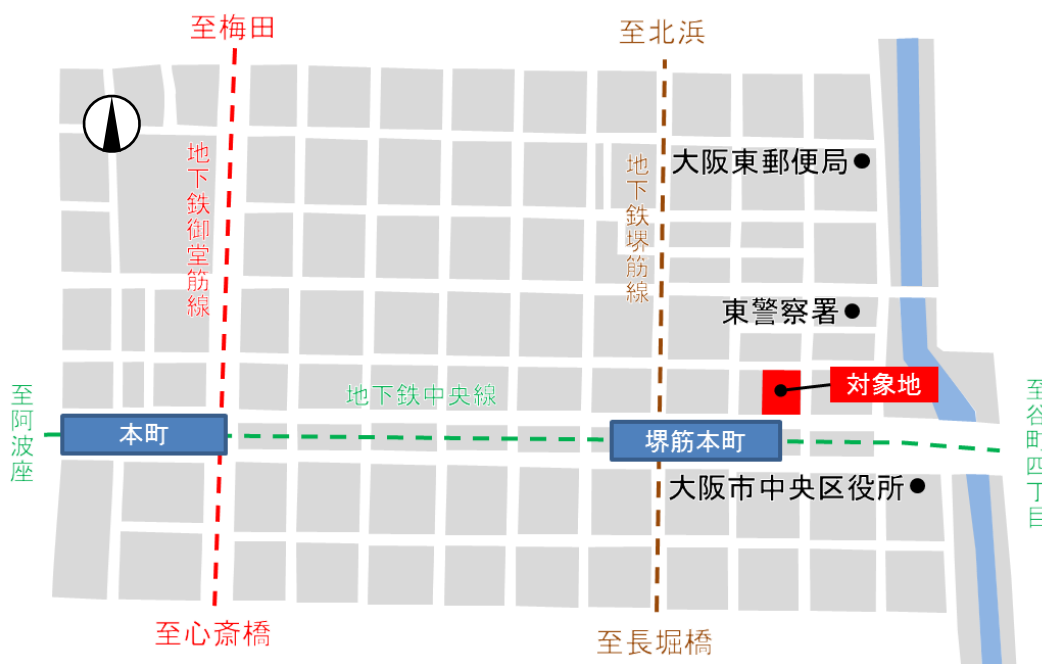 至梅田
至北浜
地下鉄御堂筋線
地下鉄堺筋線
大阪東郵便局
東警察署
対象地
地下鉄中央線
至阿波座
本町
堺筋本町
至谷町四丁目
大阪市中央区役所
至心斎橋
至長堀橋